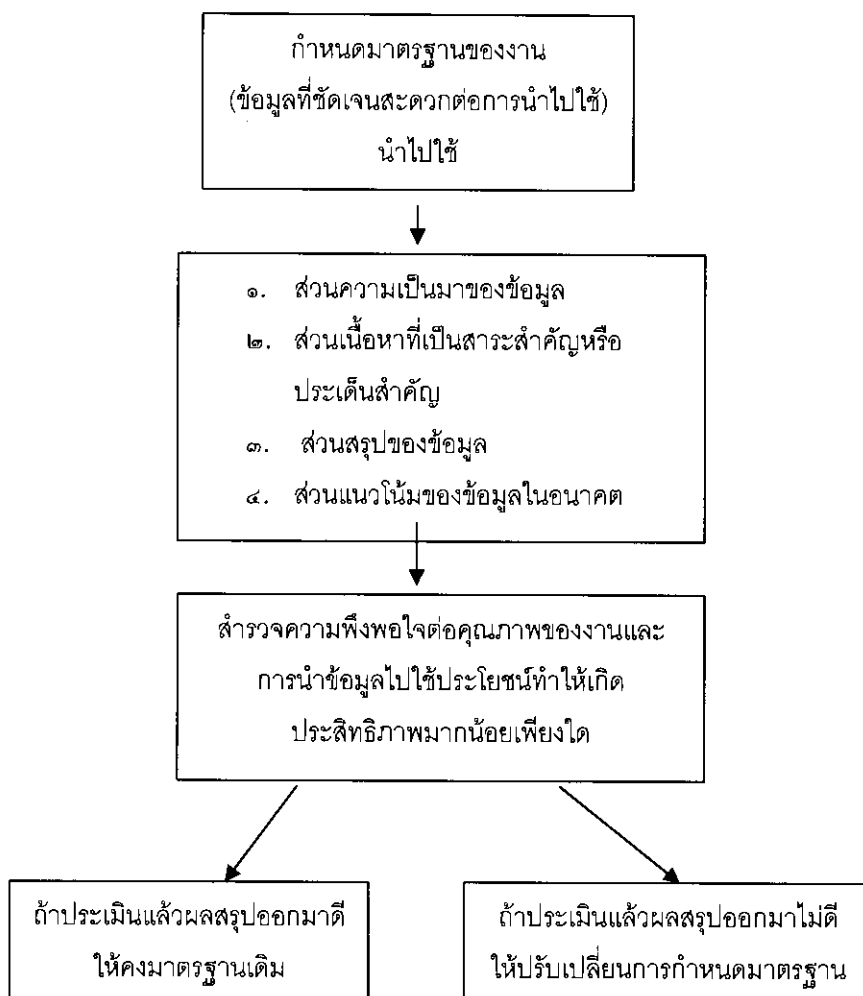 กำหนดมาตรฐานของงาน
(ข้อมูลที่ชัดเจนสะดวกต่อการนำไปใช้)
นำไปใช้
๑. ส่วนความเป็นมาของข้อมูล
๒. ส่วนเนื้อหาที่เป็นสาระสำคัญหรือ
ประเด็นสำคัญ
๓. ส่วนสรุปของข้อมูล
๔. ส่วนแนวโน้มของข้อมูลในอนาคต
สำรวจความพึงพอใจต่อคุณภาพของงานและ
การนำข้อมูลไปใช้ประโยชน์ทำให้เกิด
ประสิทธิภาพมากน้อยเพียงใด
ถ้าประเมินแล้วผลสรุปออกมาดี
ให้คงมาตรฐานเดิม
ถ้าประเมินแล้วผลสรุปออกมาไม่ดี
ให้ปรับเปลี่ยนการกำหนดมาตรฐาน